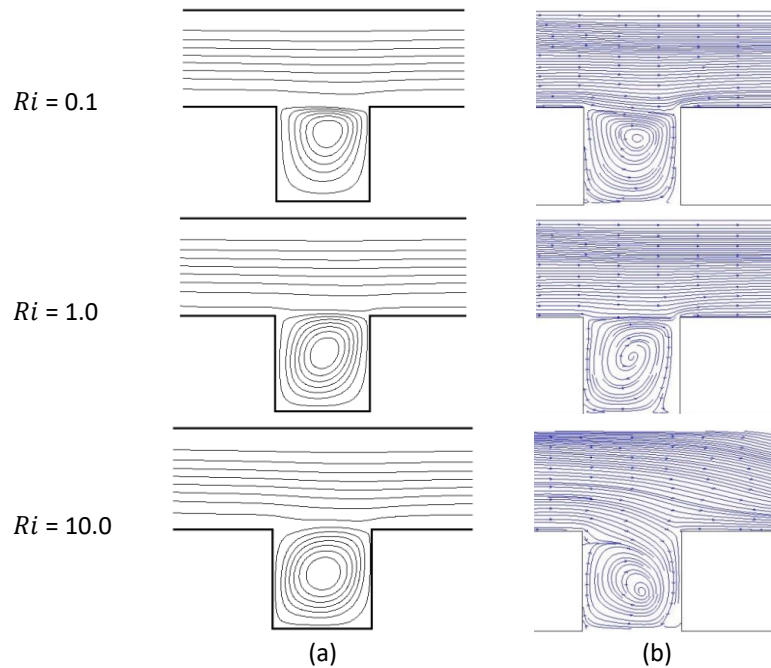 Ri = 0.1
Ri = 1.0
Ri = 10.0
(a)
(b)